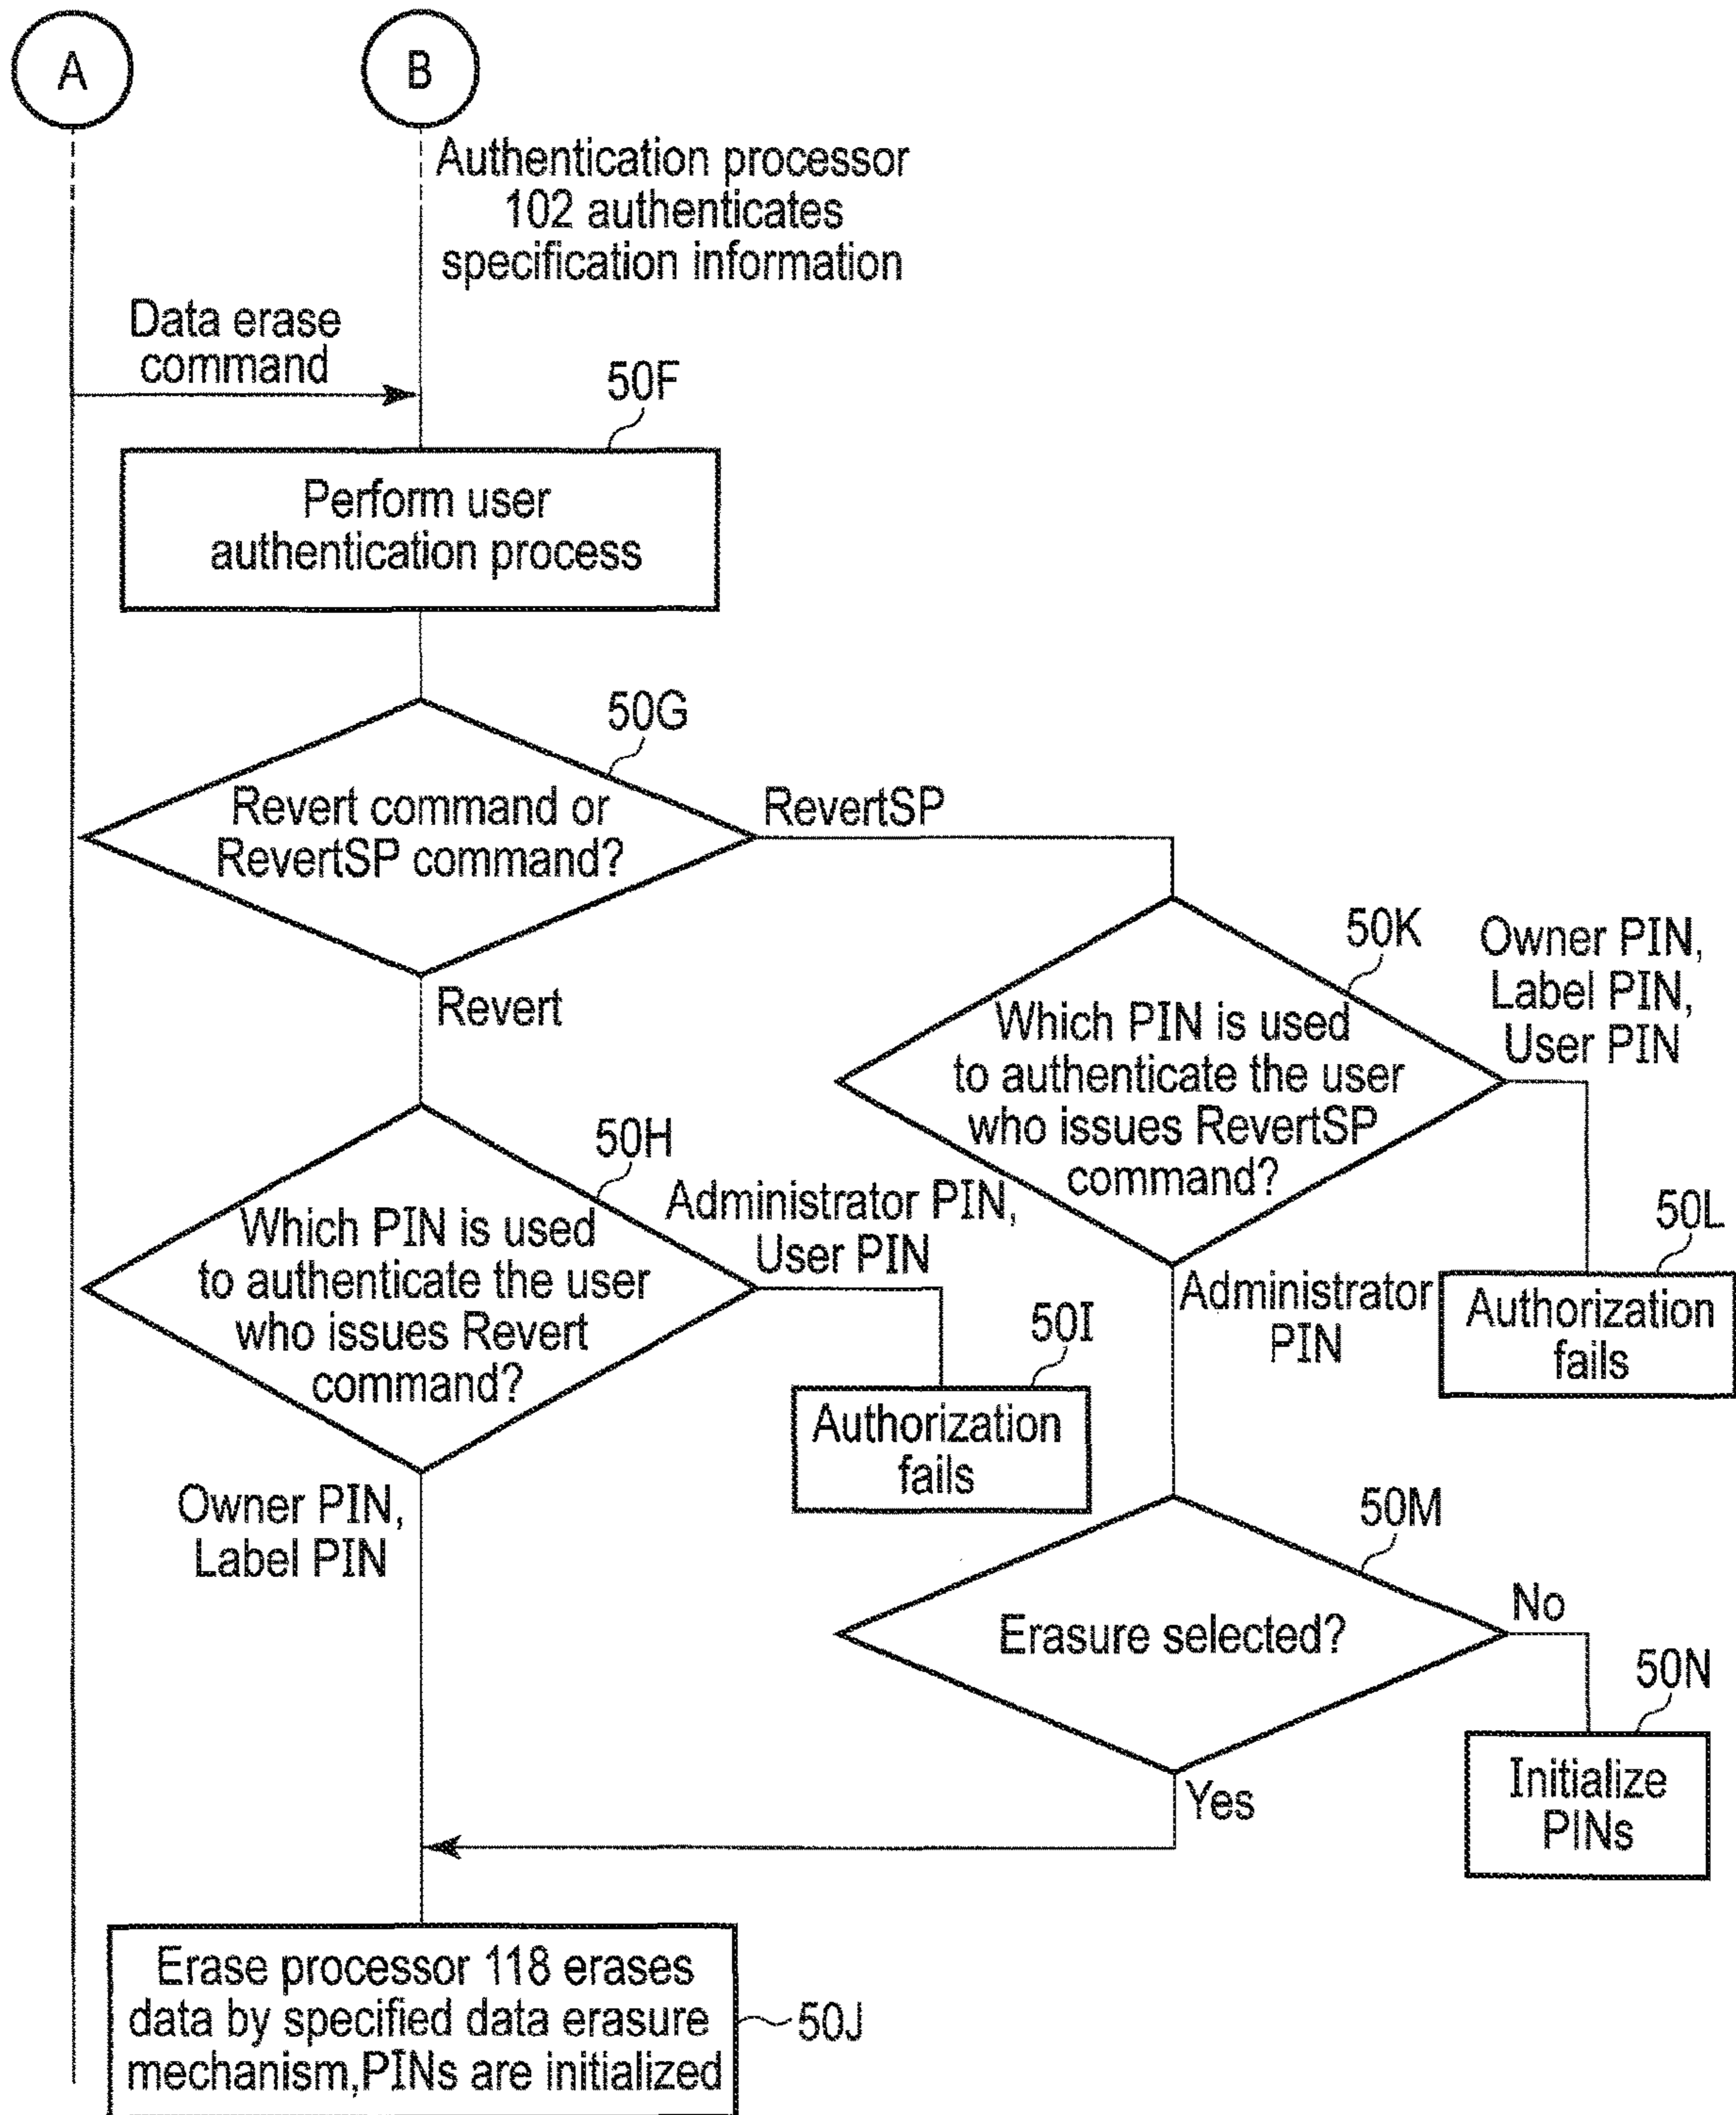 A
B
Authentication processor
102 authenticates
specification information
Data erase
command
50F
Perform user
authentication process
50G
Revert command or
RevertSP command?
RevertSP
Revert
50K
Owner PIN,
Label PIN,
User PIN
Which PIN is used
to authenticate the user
who issues RevertSP
command?
50H
Administrator PIN,
User PIN
Which PIN is used
to authenticate the user
who issues Revert
command?
50L
Authorization
fails
Administrator
PIN
50I
Authorization
fails
Owner PIN,
Label PIN
50M
Erasure selected?
No
50N
Initialize
PINs
Yes
Erase processor 118 erases
data by specified data erasure
mechanism,PINs are initialized
50J